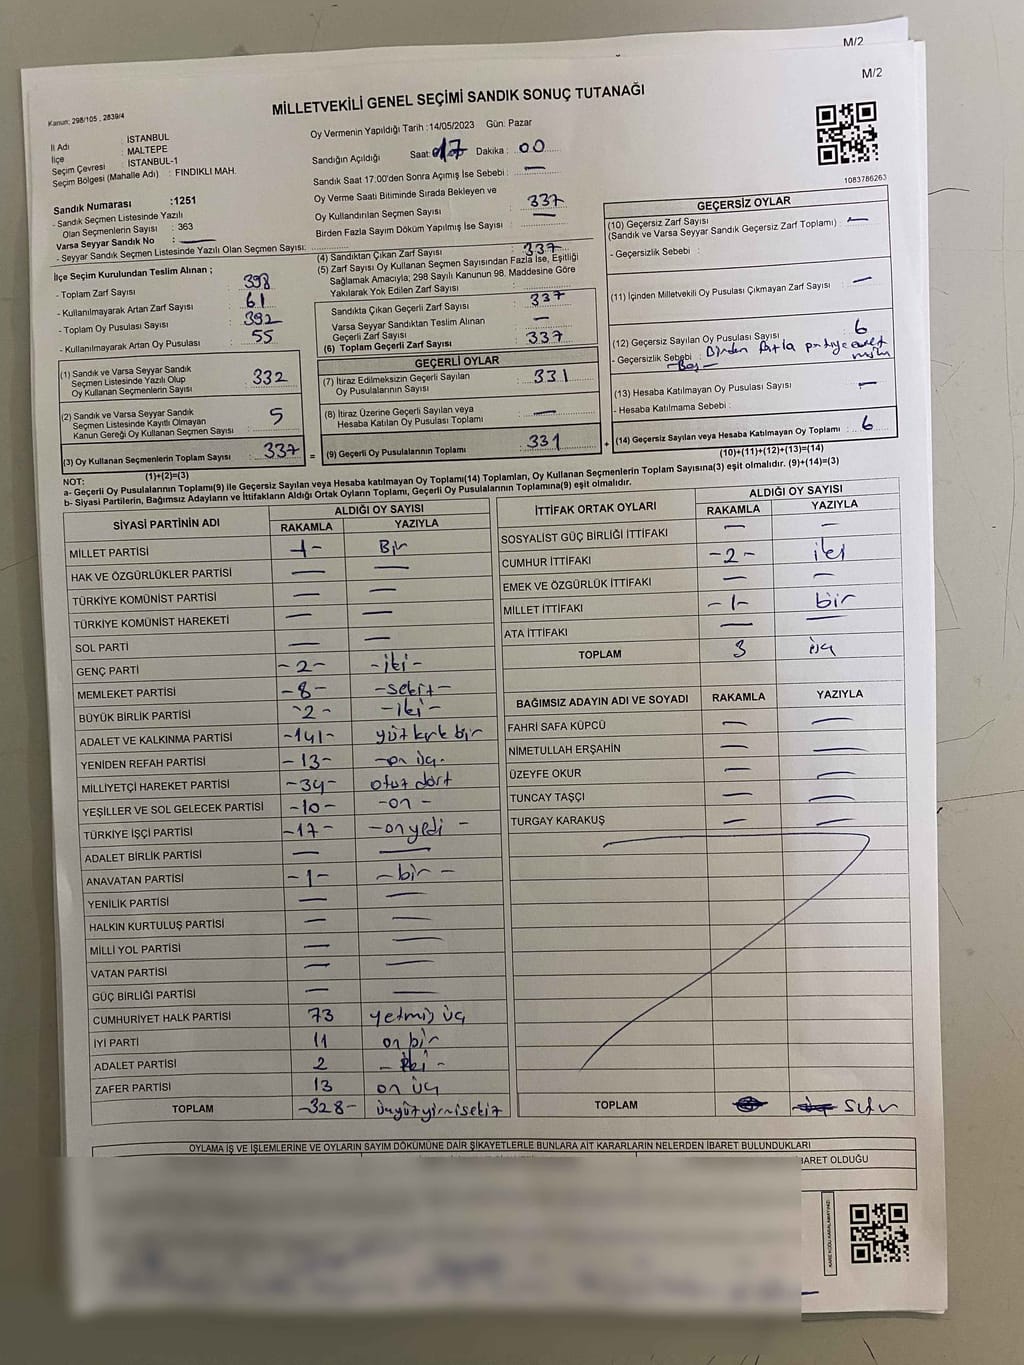 M/2
M/2
Kanun: 298/105 , 2839/4
MİLLETVEKİLİ GENEL SEÇİMİ SANDIK SONUÇ TUTANAĞI
İl Adı : İSTANBUL
İlçe : MALTEPE
Seçim Çevresi : İSTANBUL-1
Seçim Bölgesi (Mahalle Adı) : FINDIKLI MAH.
Oy Vermenin Yapıldığı Tarih :14/05/2023 Gün: Pazar
Sandığın Açıldığı Saat: 17 Dakika : 00
Sandık Saat 17:00'den Sonra Açımış İse Sebebi : —
Oy Verme Saati Bitiminde Sırada Bekleyen ve
Oy Kullandırılan Seçmen Sayısı : 337
Birden Fazla Sayım Döküm Yapılmış İse Sayısı : —
1083786263
Sandık Numarası :1251
- Sandık Seçmen Listesinde Yazılı
Olan Seçmenlerin Sayısı : 363
Varsa Seyyar Sandık No : —
- Seyyar Sandık Seçmen Listesinde Yazılı Olan Seçmen Sayısı:
İlçe Seçim Kurulundan Teslim Alınan ;
- Toplam Zarf Sayısı : 398
- Kullanılmayarak Artan Zarf Sayısı : 61
- Toplam Oy Pusulası Sayısı : 392
- Kullanılmayarak Artan Oy Pusulası : 55
(1) Sandık ve Varsa Seyyar Sandık
Seçmen Listesinde Yazılı Olup
Oy Kullanan Seçmenlerin Sayısı : 332
(2) Sandık ve Varsa Seyyar Sandık
Seçmen Listesinde Kayıtlı Olmayan
Kanun Gereği Oy Kullanan Seçmen Sayısı : 5
(3) Oy Kullanan Seçmenlerin Toplam Sayısı : 337
(1)+(2)=(3)
(4) Sandıktan Çıkan Zarf Sayısı : 337
(5) Zarf Sayısı Oy Kullanan Seçmen Sayısından Fazla İse, Eşitliği
Sağlamak Amacıyla; 298 Sayılı Kanunun 98. Maddesine Göre
Yakılarak Yok Edilen Zarf Sayısı :
Sandıkta Çıkan Geçerli Zarf Sayısı : 337
Varsa Seyyar Sandıktan Teslim Alınan
Geçerli Zarf Sayısı : —
(6) Toplam Geçerli Zarf Sayısı : 337
GEÇERLİ OYLAR
(7) İtiraz Edilmeksizin Geçerli Sayılan
Oy Pusulalarının Sayısı : 331
(8) İtiraz Üzerine Geçerli Sayılan veya
Hesaba Katılan Oy Pusulası Toplamı : —
= (9) Geçerli Oy Pusulalarının Toplamı : 331
GEÇERSİZ OYLAR
(10) Geçersiz Zarf Sayısı : —
(Sandık ve Varsa Seyyar Sandık Geçersiz Zarf Toplamı)
- Geçersizlik Sebebi :
(11) İçinden Milletvekili Oy Pusulası Çıkmayan Zarf Sayısı : —
(12) Geçersiz Sayılan Oy Pusulası Sayısı : 6
- Geçersizlik Sebebi : Birden fazla partiye evet
- Boş - mührü
(13) Hesaba Katılmayan Oy Pusulası Sayısı : —
- Hesaba Katılmama Sebebi :
+ (14) Geçersiz Sayılan veya Hesaba Katılmayan Oy Toplamı : 6
(10)+(11)+(12)+(13)=(14)
NOT:
a- Geçerli Oy Pusulalarının Toplamı(9) ile Geçersiz Sayılan veya Hesaba katılmayan Oy Toplamı(14) Toplamları, Oy Kullanan Seçmenlerin Toplam Sayısına(3) eşit olmalıdır. (9)+(14)=(3)
b- Siyasi Partilerin, Bağımsız Adayların ve İttifakların Aldığı Ortak Oyların Toplamı, Geçerli Oy Pusulalarının Toplamına(9) eşit olmalıdır.
SİYASİ PARTİNİN ADI ALDIĞI OY SAYISI
RAKAMLA YAZIYLA
MİLLET PARTİSİ -1- Bir
HAK VE ÖZGÜRLÜKLER PARTİSİ — —
TÜRKİYE KOMÜNİST PARTİSİ — —
TÜRKİYE KOMÜNİST HAREKETİ — —
SOL PARTİ — —
GENÇ PARTİ -2- -iki-
MEMLEKET PARTİSİ -8- -sekiz-
BÜYÜK BİRLİK PARTİSİ -2- -iki-
ADALET VE KALKINMA PARTİSİ -141- yüz kırk bir
YENİDEN REFAH PARTİSİ -13- -on üç-
MİLLİYETÇİ HAREKET PARTİSİ -34- otuz dört
YEŞİLLER VE SOL GELECEK PARTİSİ -10- -on-
TÜRKİYE İŞÇİ PARTİSİ -17- -on yedi-
ADALET BİRLİK PARTİSİ — —
ANAVATAN PARTİSİ -1- -bir-
YENİLİK PARTİSİ — —
HALKIN KURTULUŞ PARTİSİ — —
MİLLİ YOL PARTİSİ — —
VATAN PARTİSİ — —
GÜÇ BİRLİĞİ PARTİSİ — —
CUMHURİYET HALK PARTİSİ 73 yetmiş üç
İYİ PARTİ 11 on bir
ADALET PARTİSİ 2 -iki-
ZAFER PARTİSİ 13 on üç
TOPLAM -328- üçyüzyirmisekiz
İTTİFAK ORTAK OYLARI ALDIĞI OY SAYISI
RAKAMLA YAZIYLA
SOSYALİST GÜÇ BİRLİĞİ İTTİFAKI — —
CUMHUR İTTİFAKI -2- iki
EMEK VE ÖZGÜRLÜK İTTİFAKI — —
MİLLET İTTİFAKI -1- bir
ATA İTTİFAKI — —
TOPLAM 3 üç
BAĞIMSIZ ADAYIN ADI VE SOYADI RAKAMLA YAZIYLA
FAHRİ SAFA KÜPCÜ — —
NİMETULLAH ERŞAHİN — —
ÜZEYFE OKUR — —
TUNCAY TAŞÇI — —
TURGAY KARAKUŞ — —
TOPLAM sıfır
OYLAMA İŞ VE İŞLEMLERİNE VE OYLARIN SAYIM DÖKÜMÜNE DAİR ŞİKAYETLERLE BUNLARA AİT KARARLARIN NELERDEN İBARET BULUNDUKLARI
BARET OLDUĞU